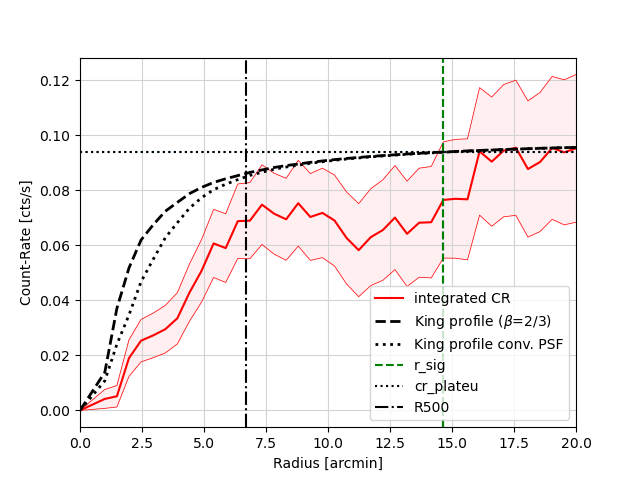 0.12
0.10
0.08
0.06
0.04
0.02
0.00
Count-Rate [cts/s]
integrated CR
King profile (β=2/3)
King profile conv. PSF
r_sig
cr_plateu
R500
0.0 2.5 5.0 7.5 10.0 12.5 15.0 17.5 20.0
Radius [arcmin]